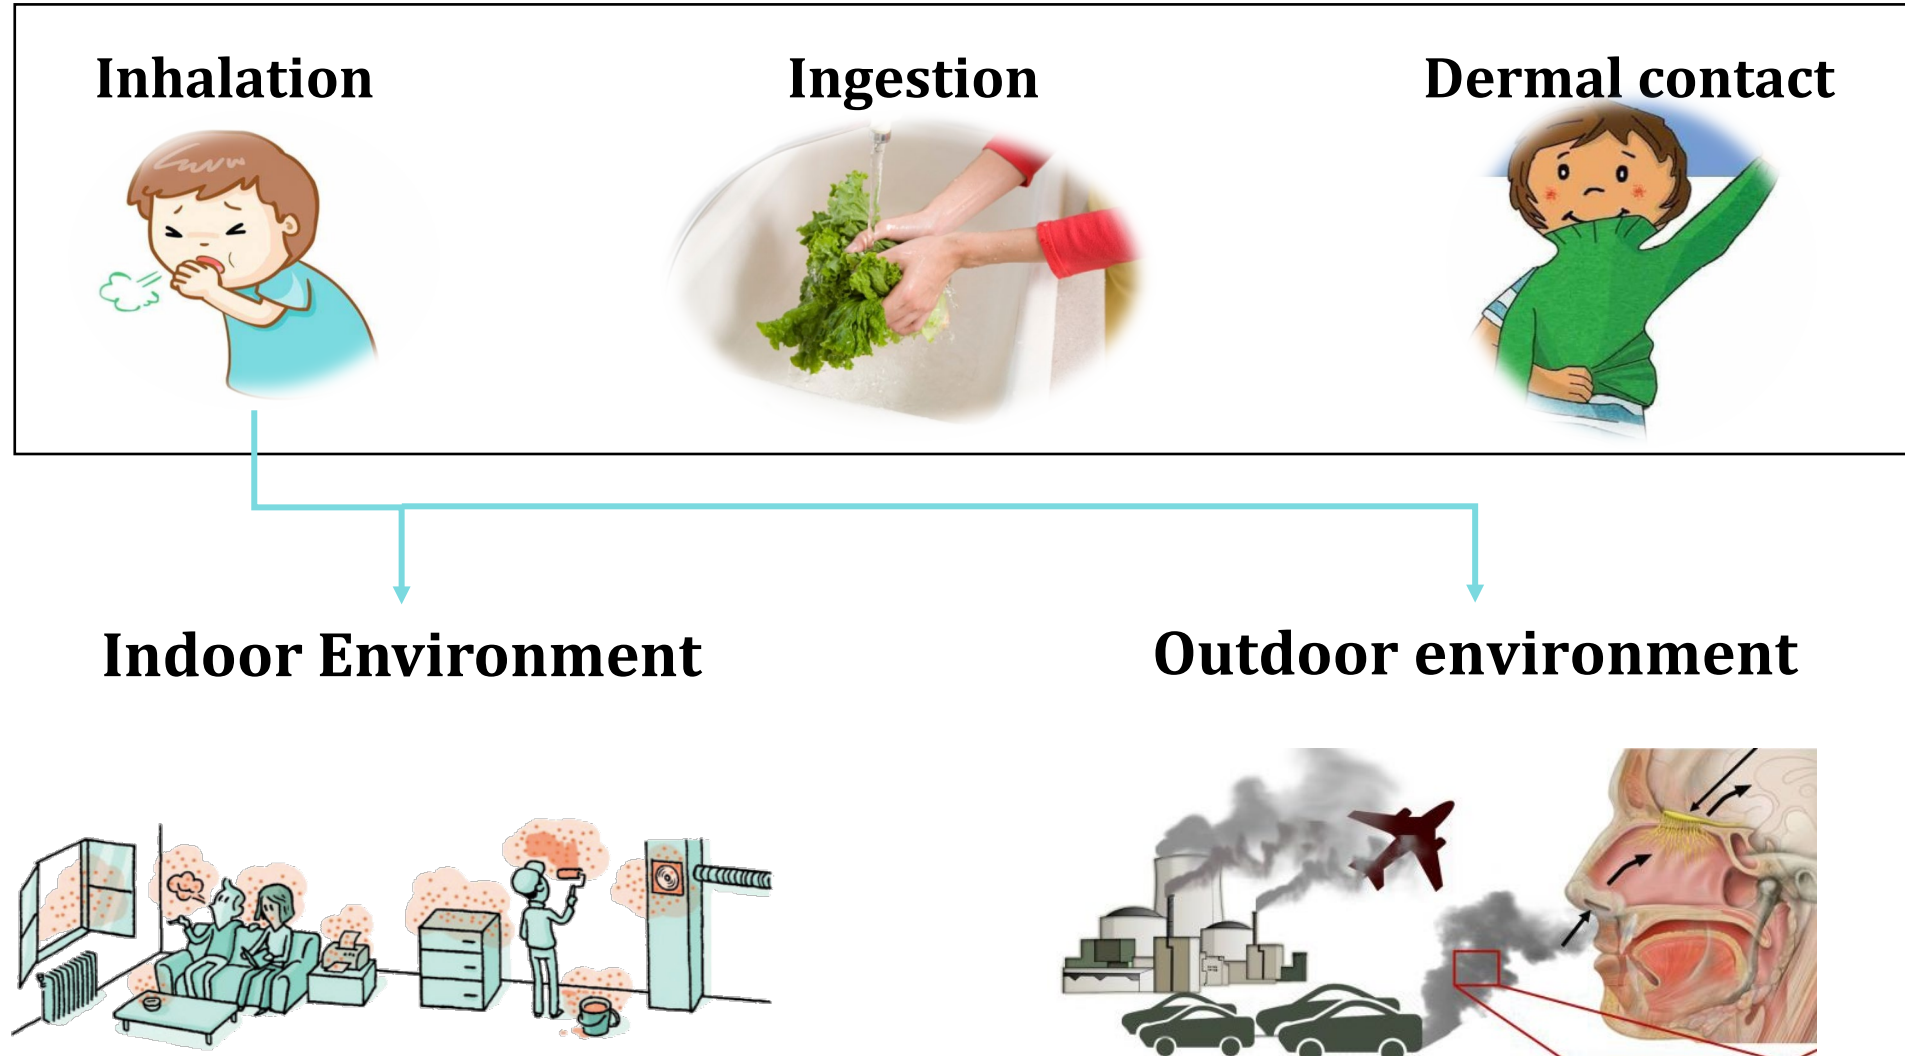 Inhalation
Ingestion
Dermal contact
Indoor Environment
Outdoor environment